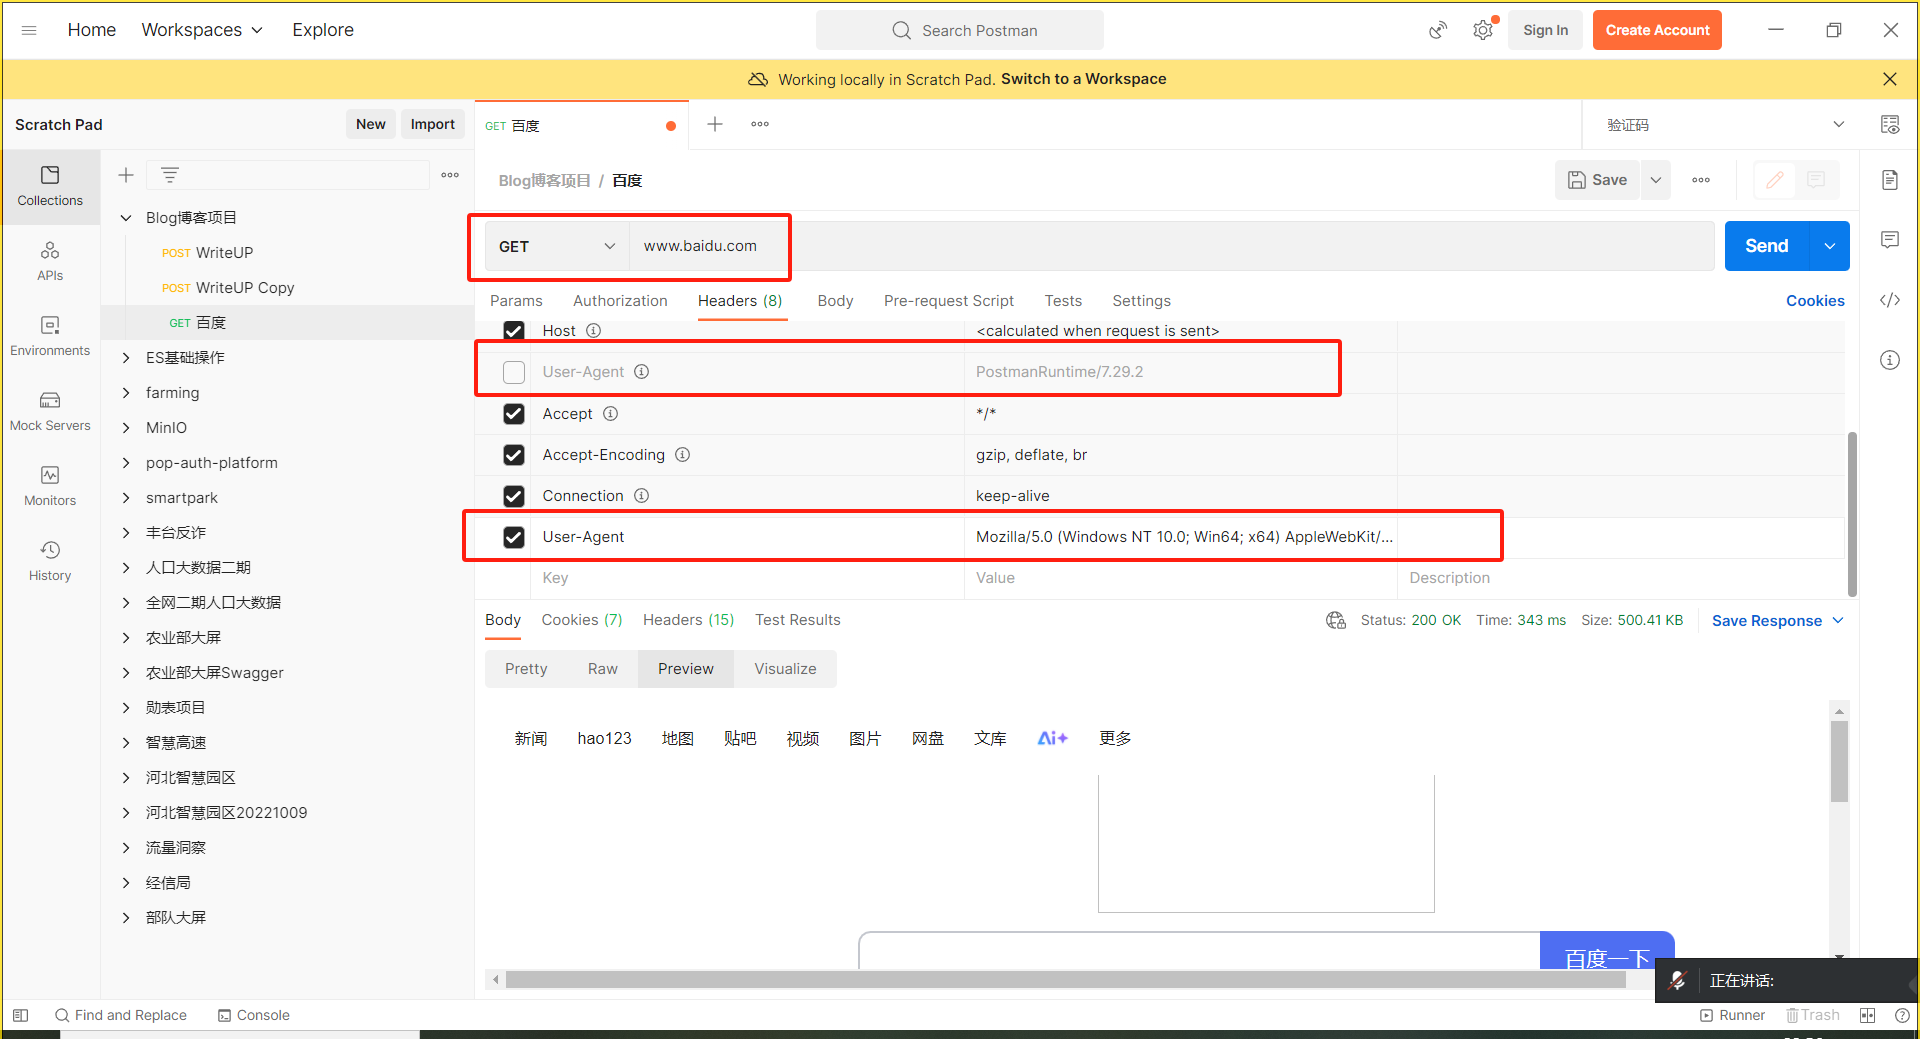 Home Workspaces Explore Search Postman Sign In Create Account
Working locally in Scratch Pad. Switch to a Workspace
Scratch Pad New Import GET 百度 验证码
Blog博客项目 / 百度 Save
Collections
APIs
Environments
Mock Servers
Monitors
History
Blog博客项目
POST WriteUP
POST WriteUP Copy
GET 百度
ES基础操作
farming
MinIO
pop-auth-platform
smartpark
丰台反诈
人口大数据二期
全网二期人口大数据
农业部大屏
农业部大屏Swagger
勋表项目
智慧高速
河北智慧园区
河北智慧园区20221009
流量洞察
经信局
部队大屏
GET www.baidu.com Send
Params Authorization Headers (8) Body Pre-request Script Tests Settings Cookies
Host <calculated when request is sent>
User-Agent PostmanRuntime/7.29.2
Accept */*
Accept-Encoding gzip, deflate, br
Connection keep-alive
User-Agent Mozilla/5.0 (Windows NT 10.0; Win64; x64) AppleWebKit/...
Key Value Description
Body Cookies (7) Headers (15) Test Results Status: 200 OK Time: 343 ms Size: 500.41 KB Save Response
Pretty Raw Preview Visualize
新闻 hao123 地图 贴吧 视频 图片 网盘 文库 Ai+ 更多
百度一下
正在讲话:
Find and Replace Console Runner Trash